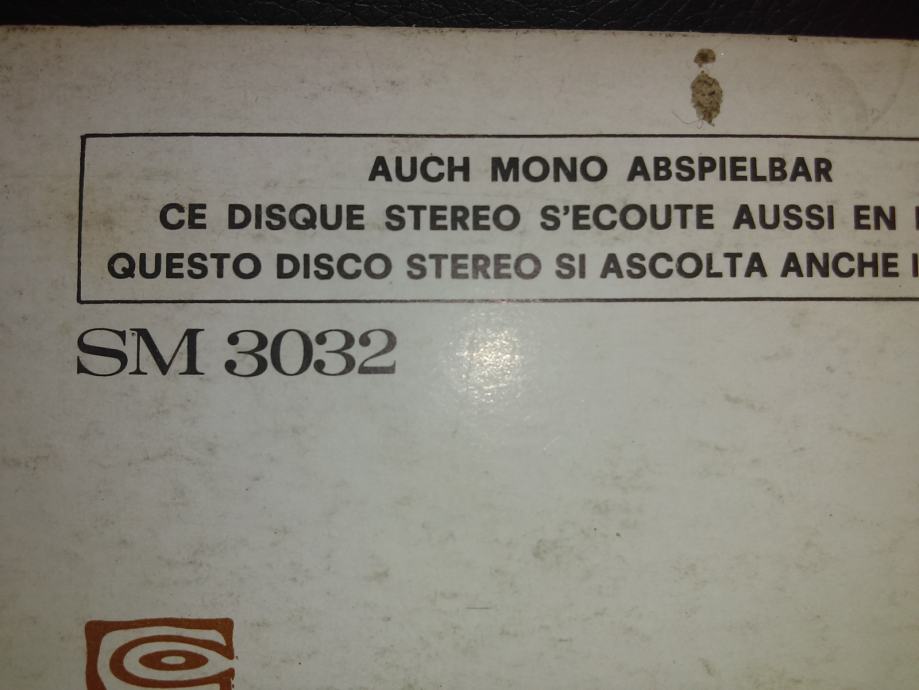 AUCH MONO ABSPIELBAR
CE DISQUE STEREO S'ECOUTE AUSSI EN
QUESTO DISCO STEREO SI ASCOLTA ANCHE
SM 3032